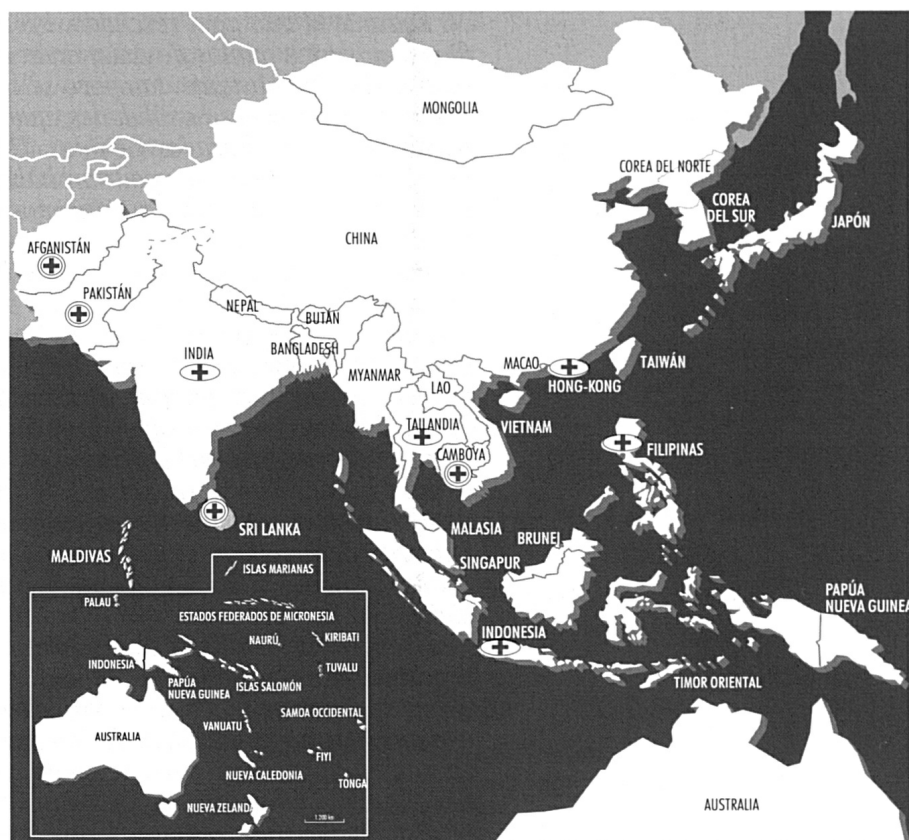 MONGOLIA
COREA DEL NORTE
COREA
DEL SUR
JAPÓN
AFGANISTÁN
CHINA
PAKISTÁN
NEPAL
BUTÁN
BANGLADESH
INDIA
MYANMAR
MACAO
HONG-KONG
TAIWÁN
LAO
TAILANDIA
VIETNAM
CAMBOYA
FILIPINAS
SRI LANKA
MALASIA
BRUNEI
SINGAPUR
MALDIVAS
PAPÚA
NUEVA GUINEA
INDONESIA
TIMOR ORIENTAL
AUSTRALIA
ISLAS MARIANAS
PALAU
ESTADOS FEDERADOS DE MICRONESIA
NAURÚ
KIRIBATI
INDONESIA
PAPÚA
NUEVA GUINEA
ISLAS SALOMÓN
TUVALU
SAMOA OCCIDENTAL
VANUATU
AUSTRALIA
FIYI
NUEVA CALEDONIA
TONGA
NUEVA ZELANDA
1.200 km